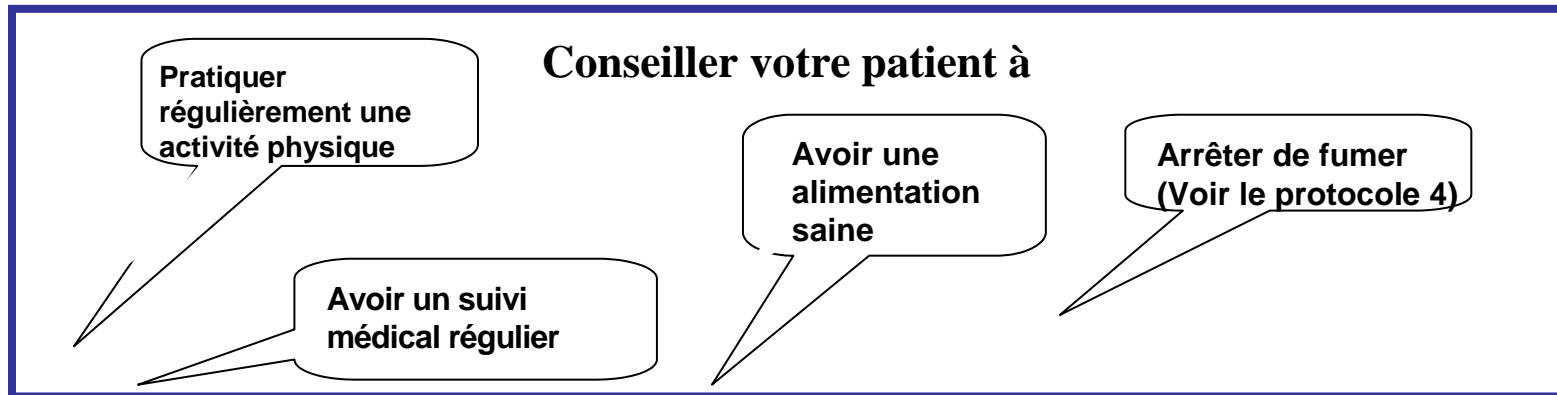 Conseiller votre patient à
Pratiquer
régulièrement une
activité physique
Avoir un suivi
médical régulier
Avoir une
alimentation
saine
Arrêter de fumer
(Voir le protocole 4)